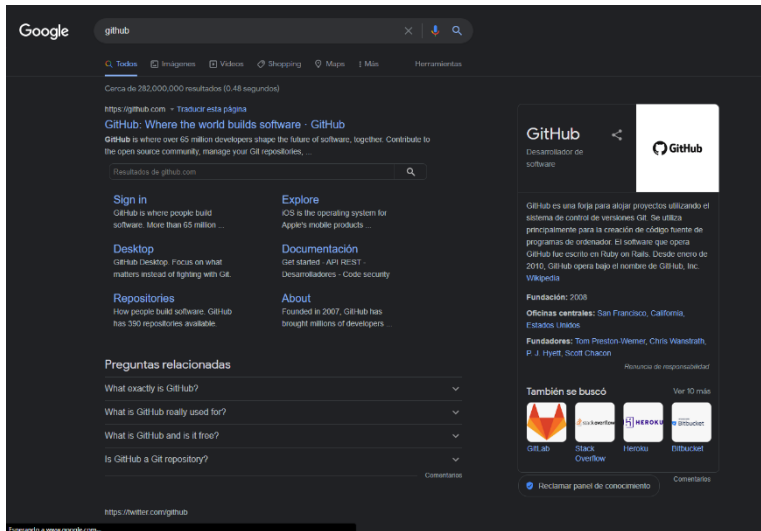 Google
github
Todos Imágenes Videos Shopping Maps Más Herramientas
Cerca de 282,000,000 resultados (0.48 segundos)
https://github.com Traducir esta página
GitHub: Where the world builds software - GitHub
GitHub is where over 65 million developers shape the future of software, together. Contribute to
the open source community, manage your Git repositories, ...
Resultados de github.com
Sign in
GitHub is where people build
software. More than 65 million ...
Explore
iOS is the operating system for
Apple's mobile products ...
Desktop
GitHub Desktop. Focus on what
matters instead of fighting with Git.
Documentación
Get started - API REST -
Desarrolladores - Code security
Repositories
How people build software. GitHub
has 390 repositories available.
About
Founded in 2007, GitHub has
brought millions of developers ...
Preguntas relacionadas
What exactly is GitHub?
What is GitHub really used for?
What is GitHub and is it free?
Is GitHub a Git repository?
Comentarios
https://twitter.com/github
Esperando a www.google.com...
GitHub
Desarrollador de
software
GitHub
GitHub es una forja para alojar proyectos utilizando el
sistema de control de versiones Git. Se utiliza
principalmente para la creación de código fuente de
programas de ordenador. El software que opera
GitHub fue escrito en Ruby on Rails. Desde enero de
2010, GitHub opera bajo el nombre de GitHub, Inc.
Wikipedia
Fundación: 2008
Oficinas centrales: San Francisco, California,
Estados Unidos
Fundadores: Tom Preston-Werner, Chris Wanstrath,
P. J. Hyett, Scott Chacon
Renuncia de responsabilidad
También se buscó Ver 10 más
stackoverflow
HEROKU
Bitbucket
GitLab
Stack
Overflow
Heroku
Bitbucket
Reclamar panel de conocimiento
Comentarios